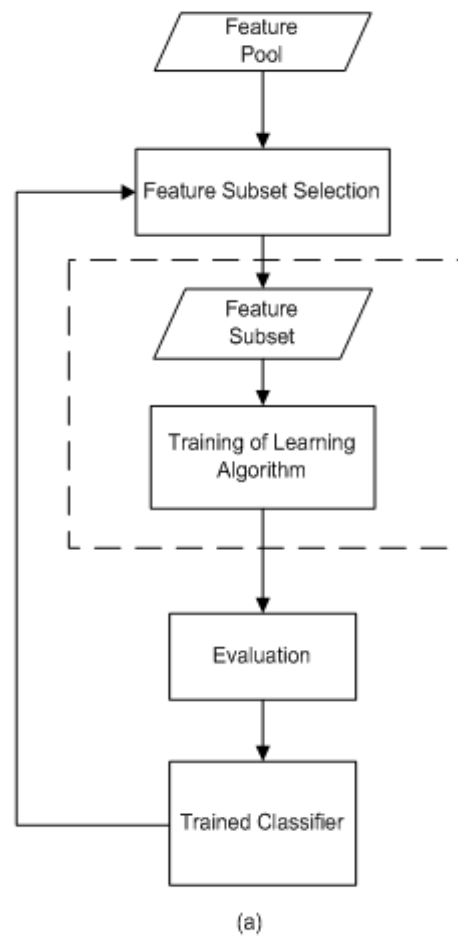 Feature
Pool
Feature Subset Selection
Feature
Subset
Training of Learning
Algorithm
Evaluation
Trained Classifier
(a)